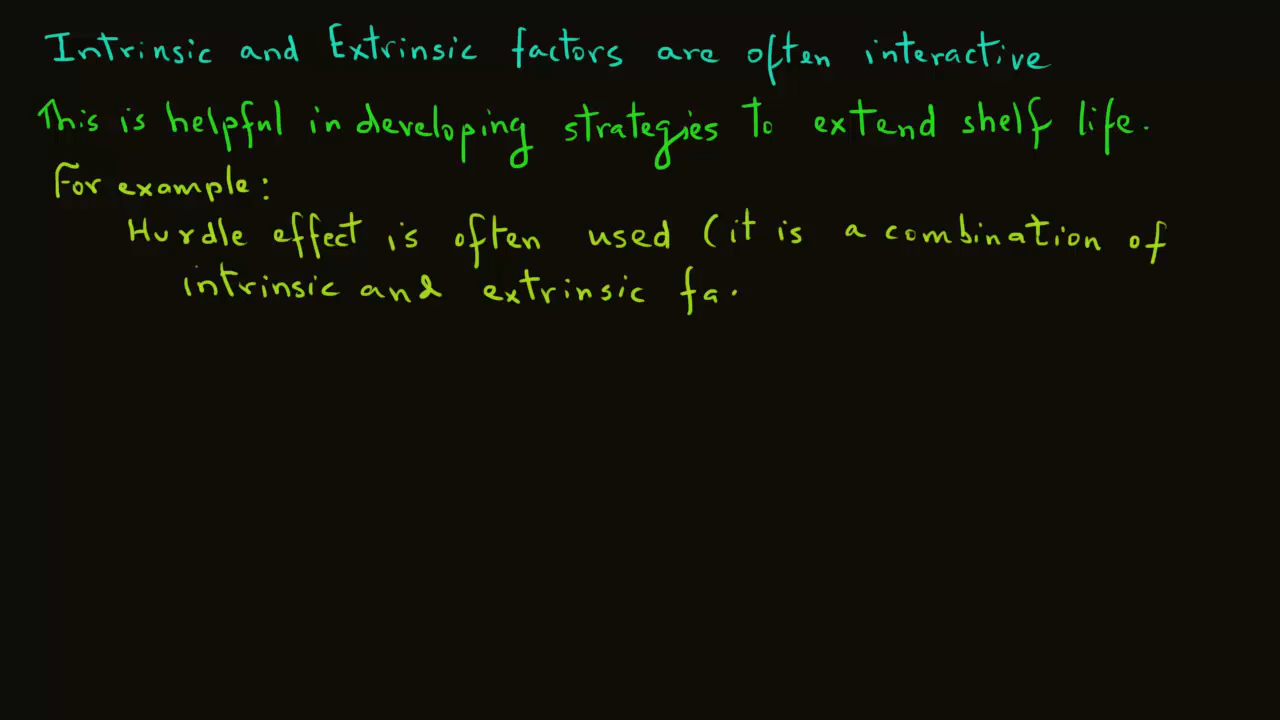 Intrinsic and Extrinsic factors are often interactive
This is helpful in developing strategies to extend shelf life.
For example:
Hurdle effect is often used (it is a combination of
intrinsic and extrinsic fa